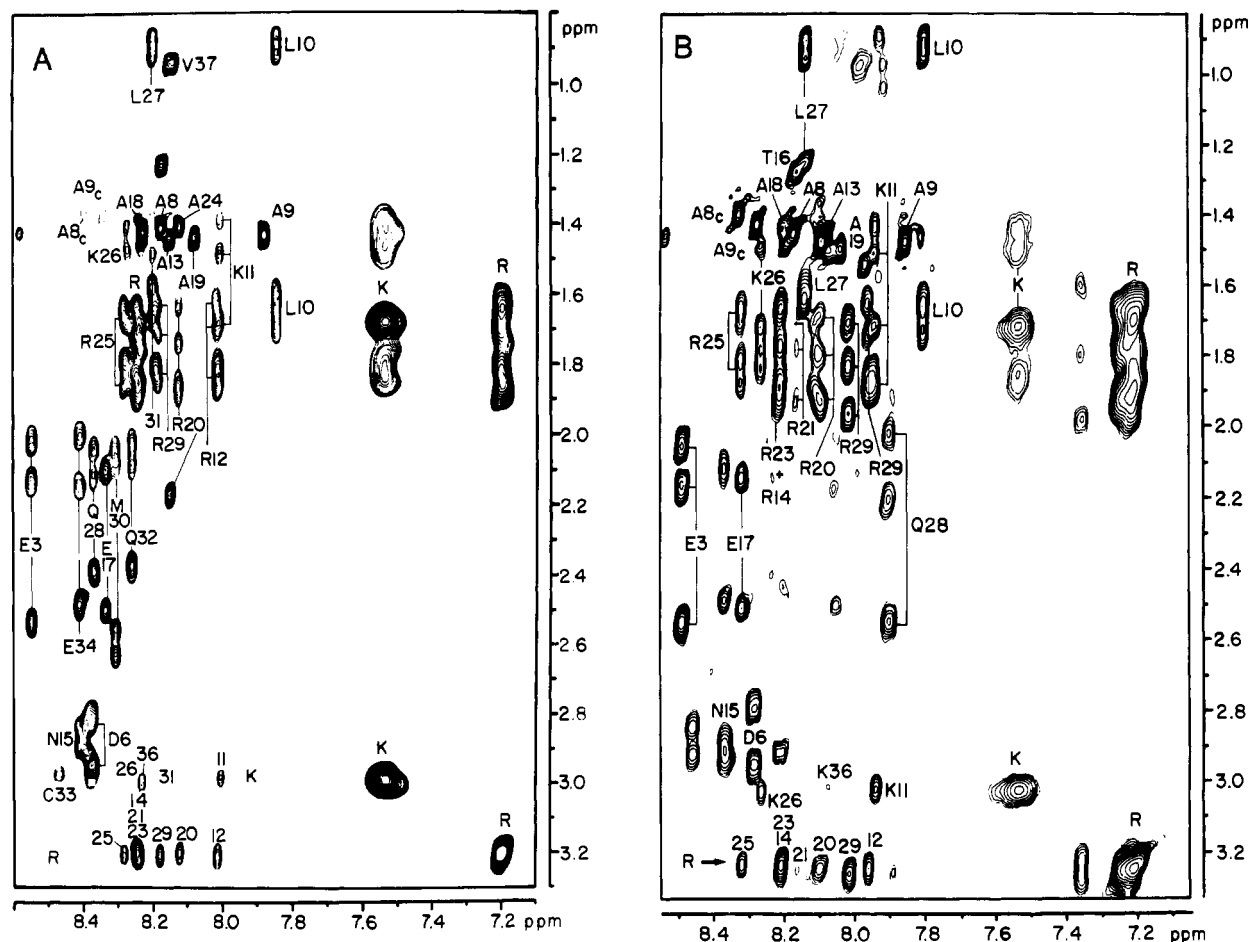 A
ppm
L10
V37
L27
1.0
1.2
A9c
A18
A8
A24
A9
1.4
A8c
K26
A13
A19
K11
R
R
1.6
L10
R25
K
1.8
31
R20
R29
R12
2.0
Q
28
M
30
2.2
E3
E
17
Q32
2.4
E34
2.6
2.8
N15
D6
36
26
31
11
K
K
3.0
C33
14
21
23
25
29
20
12
R
R
3.2
8.4
8.2
8.0
7.8
7.6
7.4
7.2
ppm
B
ppm
L10
1.0
L27
T16
1.2
A18
A8
A13
K11
A9
A8c
1.4
A
19
A9c
K26
L27
K
R
1.6
L10
R25
1.8
R21
R29
2.0
R23
+
R14
R20
R29
2.2
Q28
E3
E17
2.4
2.6
N15
2.8
D6
K36
K
K26
K11
3.0
R
23
14
25
21
20
29
12
R →
3.2
8.4
8.2
8.0
7.8
7.6
7.4
7.2
ppm